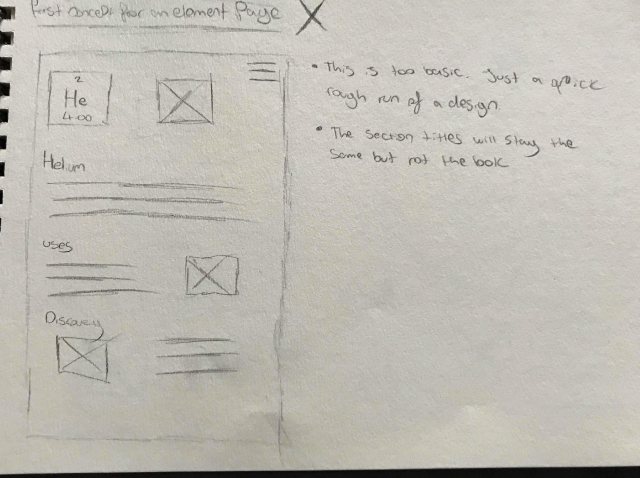 first concept for an element Page
2
He
4.00
Helium
uses
Discovery
• This is too basic. Just a quick
rough run of a design
• The section titles will stay the
same but not the look